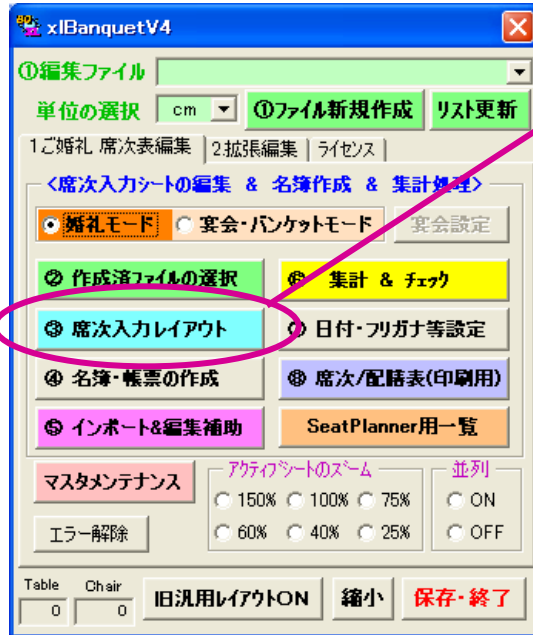 xlBanquetV4
①編集ファイル
単位の選択 cm ①ファイル新規作成 リスト更新
1ご婚礼 席次表編集 2拡張編集 ライセンス
<席次入力シートの編集 & 名簿作成 & 集計処理>
婚礼モード 宴会・バンケットモード 宴会設定
② 作成済ファイルの選択 ⑥ 集計 & チェック
③ 席次入力レイアウト ⑦ 日付・フリガナ等設定
④ 名簿・帳票の作成 ⑧ 席次/配膳表(印刷用)
⑤ インポート&編集補助 SeatPlanner用一覧
マスタメンテナンス アクティブシートのズーム 並列
150% 100% 75% ON
エラー解除 60% 40% 25% OFF
Table Chair
0 0 旧汎用レイアウトON 縮小 保存・終了